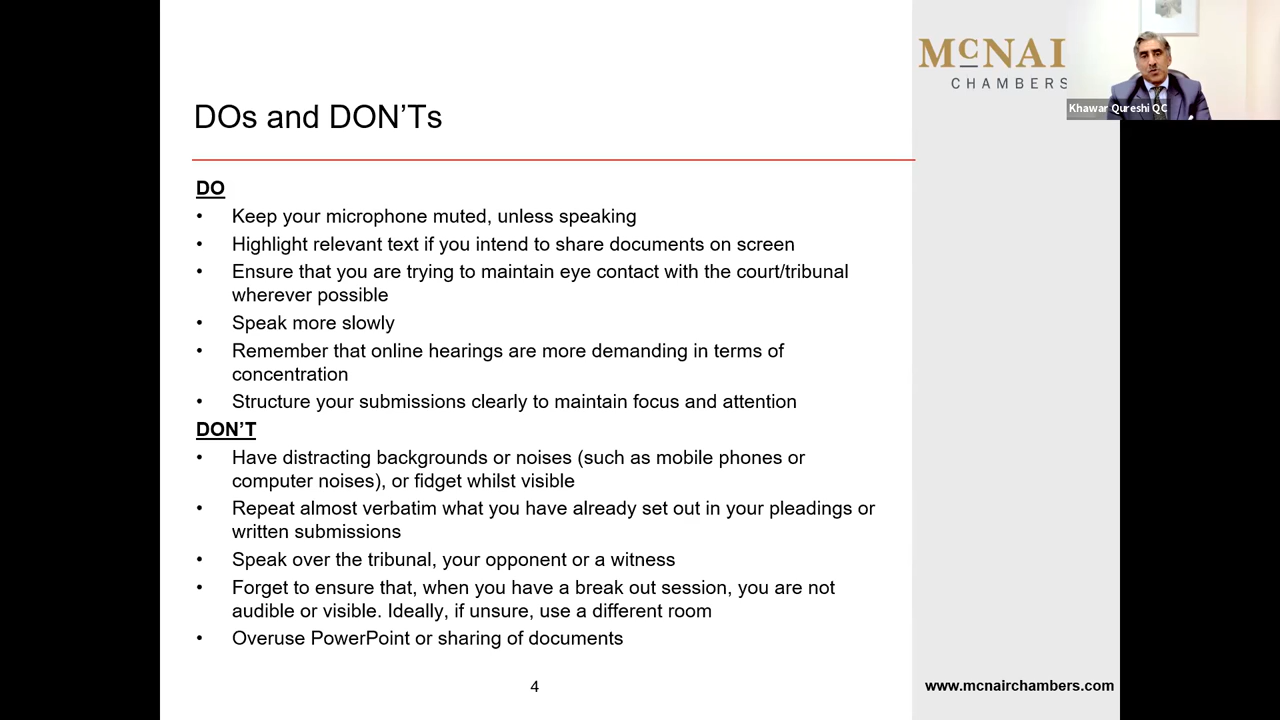 McNAI
CHAMBERS
Khawar Qureshi QC
DOs and DON’Ts
DO
• Keep your microphone muted, unless speaking
• Highlight relevant text if you intend to share documents on screen
• Ensure that you are trying to maintain eye contact with the court/tribunal
wherever possible
• Speak more slowly
• Remember that online hearings are more demanding in terms of
concentration
• Structure your submissions clearly to maintain focus and attention
DON’T
• Have distracting backgrounds or noises (such as mobile phones or
computer noises), or fidget whilst visible
• Repeat almost verbatim what you have already set out in your pleadings or
written submissions
• Speak over the tribunal, your opponent or a witness
• Forget to ensure that, when you have a break out session, you are not
audible or visible. Ideally, if unsure, use a different room
• Overuse PowerPoint or sharing of documents
4
www.mcnairchambers.com